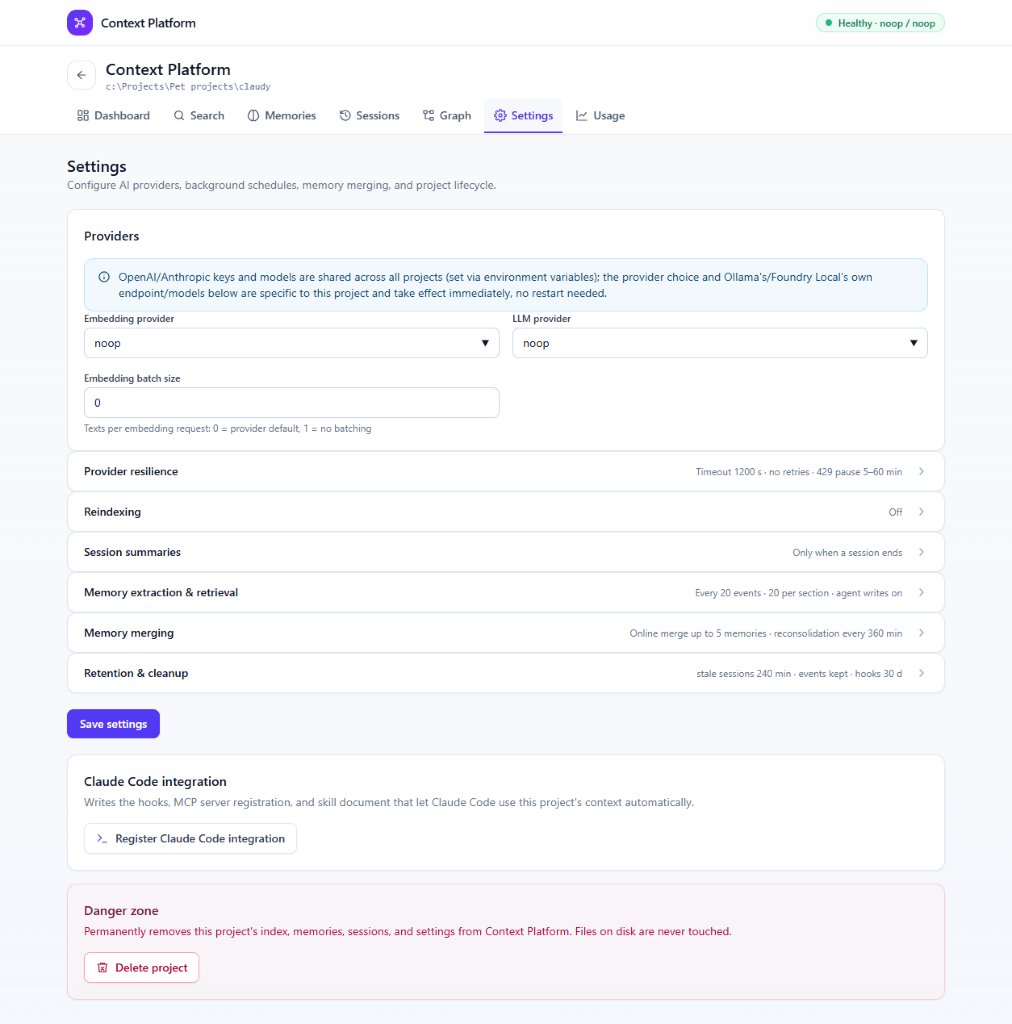 Context Platform
Healthy · noop / noop
Context Platform
c:\Projects\Pet projects\claudy
Dashboard Search Memories Sessions Graph Settings Usage
Settings
Configure AI providers, background schedules, memory merging, and project lifecycle.
Providers
OpenAI/Anthropic keys and models are shared across all projects (set via environment variables); the provider choice and Ollama's/Foundry Local's own
endpoint/models below are specific to this project and take effect immediately, no restart needed.
Embedding provider LLM provider
noop noop
Embedding batch size
0
Texts per embedding request: 0 = provider default, 1 = no batching
Provider resilience Timeout 1200 s · no retries · 429 pause 5–60 min
Reindexing Off
Session summaries Only when a session ends
Memory extraction & retrieval Every 20 events · 20 per section · agent writes on
Memory merging Online merge up to 5 memories · reconsolidation every 360 min
Retention & cleanup stale sessions 240 min · events kept · hooks 30 d
Save settings
Claude Code integration
Writes the hooks, MCP server registration, and skill document that let Claude Code use this project's context automatically.
Register Claude Code integration
Danger zone
Permanently removes this project's index, memories, sessions, and settings from Context Platform. Files on disk are never touched.
Delete project